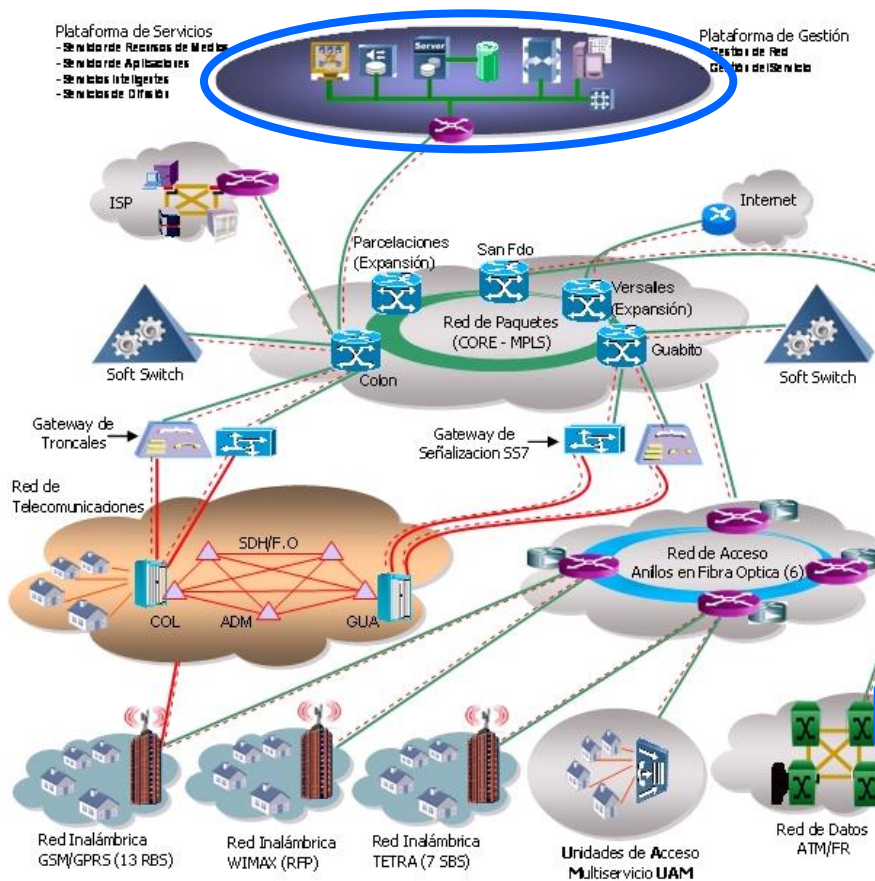 Plataforma de Servicios
- Servidor de Recursos de Medios
- Servidor de Aplicaciones
- Servicios Inteligentes
- Servicios de Difusión
Plataforma de Gestión
- Gestion de Red
- Gestión del Servicio
Server
ISP
Internet
Parcelaciones
(Expansión)
San Fdo
Versalles
(Expansión)
Red de Paquetes
(CORE - MPLS)
Colon
Guabito
Soft Switch
Soft Switch
Gateway de
Troncales
Gateway de
Señalizacion SS7
Red de
Telecomunicaciones
SDH/F.O
COL
ADM
GUA
Red de Acceso
Anillos en Fibra Optica (6)
Red Inalámbrica
GSM/GPRS (13 RBS)
Red Inalámbrica
WIMAX (RFP)
Red Inalámbrica
TETRA (7 SBS)
Unidades de Acceso
Multiservicio UAM
Red de Datos
ATM/FR